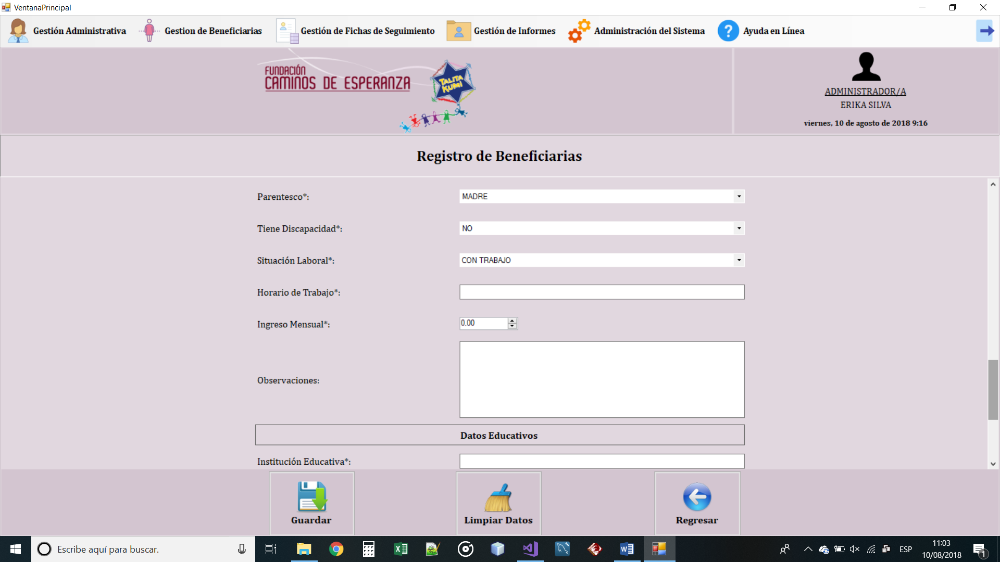 VentanaPrincipal
Gestión Administrativa
Gestion de Beneficiarias
Gestión de Fichas de Seguimiento
Gestión de Informes
Administración del Sistema
Ayuda en Línea
FUNDACIÓN
CAMINOS DE ESPERANZA
TALITA
KUMI
ADMINISTRADOR/A
ERIKA SILVA
viernes, 10 de agosto de 2018 9:16
Registro de Beneficiarias
Parentesco*: MADRE
Tiene Discapacidad*: NO
Situación Laboral*: CON TRABAJO
Horario de Trabajo*:
Ingreso Mensual*: 0,00
Observaciones:
Datos Educativos
Institución Educativa*:
Guardar
Limpiar Datos
Regresar
Escribe aquí para buscar.
ESP
11:03
10/08/2018
1